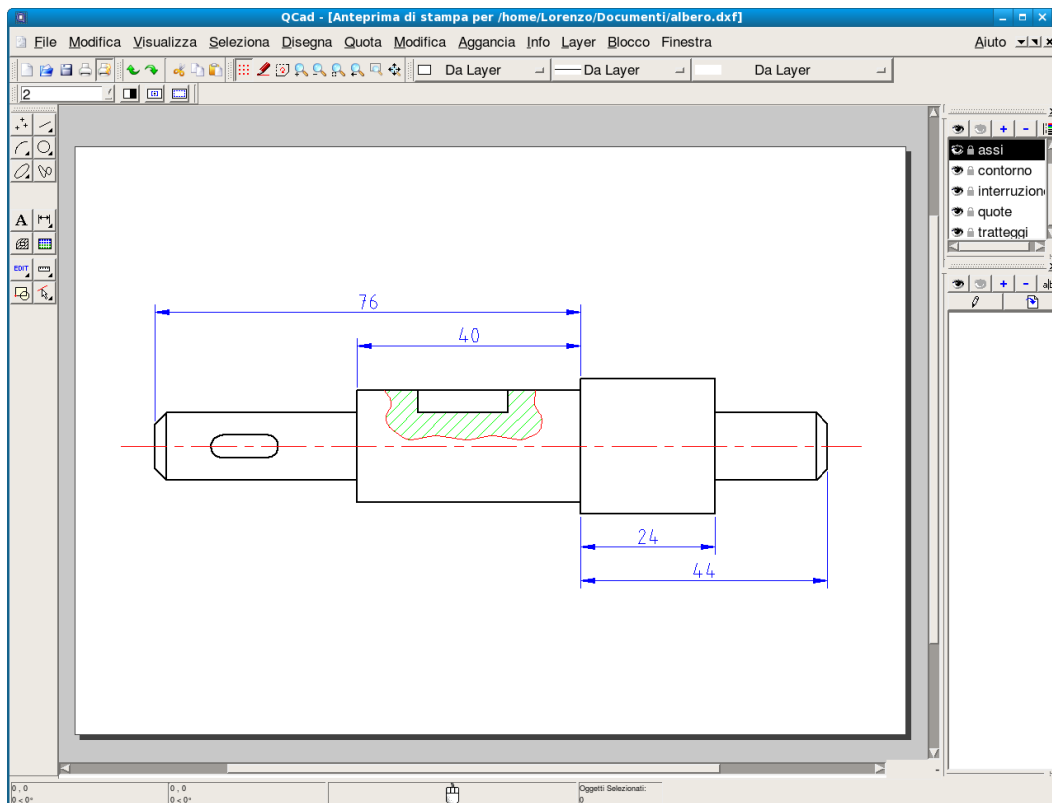 QCad - [Anteprima di stampa per /home/Lorenzo/Documenti/albero.dxf]
File Modifica Visualizza Seleziona Disegna Quota Modifica Aggancia Info Layer Blocco Finestra Aiuto
Da Layer Da Layer Da Layer
2
assi
contorno
interruzion
quote
tratteggi
A
EDIT
76
40
24
44
0 , 0 0 , 0 Oggetti Selezionati:
0 < 0° 0 < 0° 0